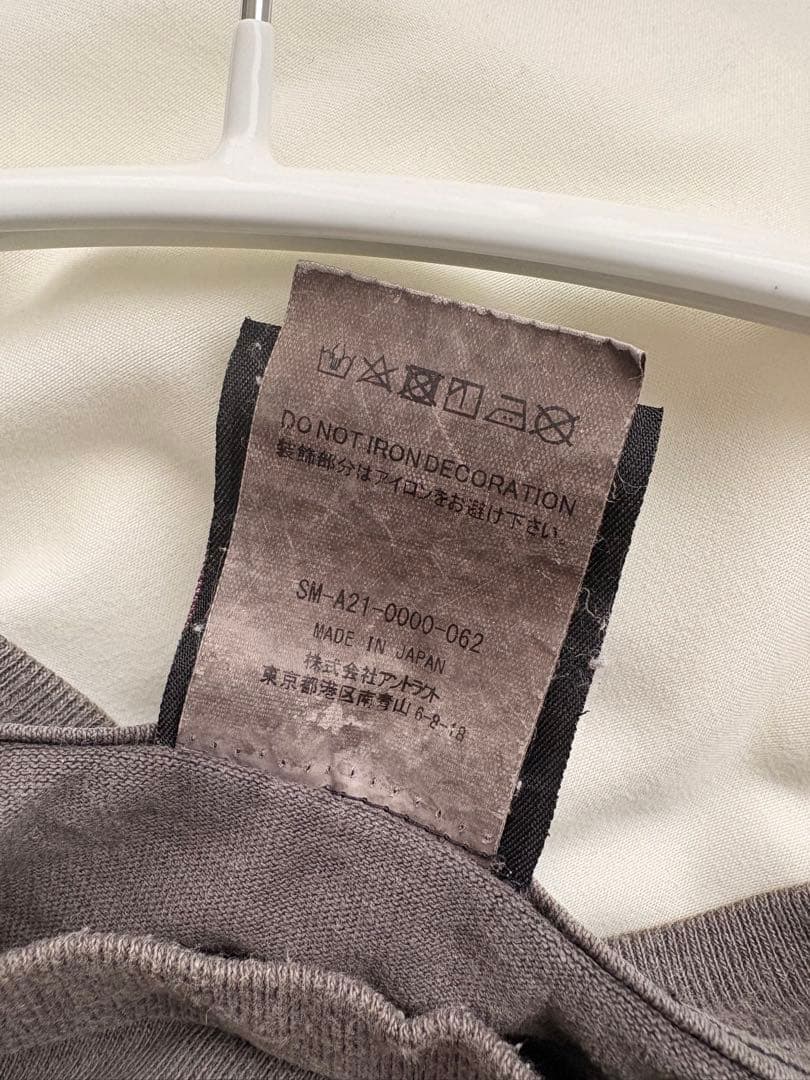 DO NOT IRON DECORATION
装飾部分はアイロンをお避け下さい。
SM-A21-0000-062
MADE IN JAPAN
株式会社アントラクト
東京都港区南青山6-8-18